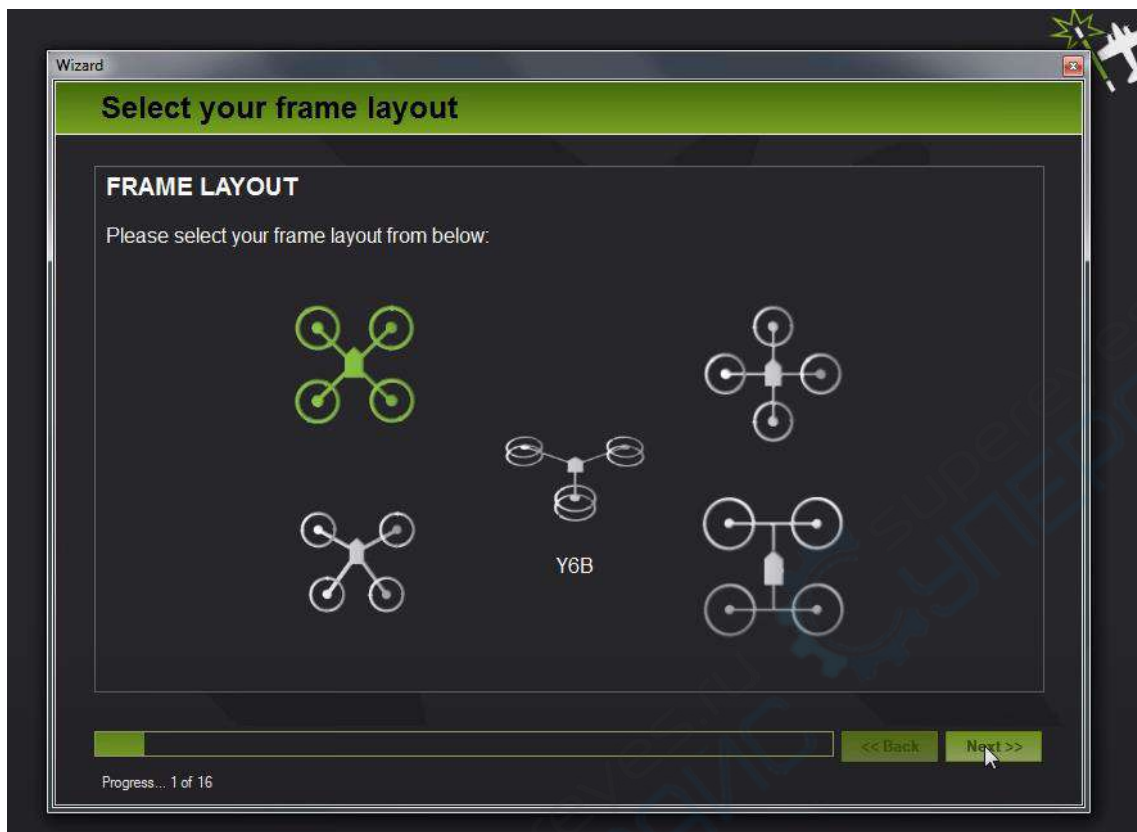 Wizard
Select your frame layout
FRAME LAYOUT
Please select your frame layout from below:
Y6B
<< Back Next >>
Progress... 1 of 16